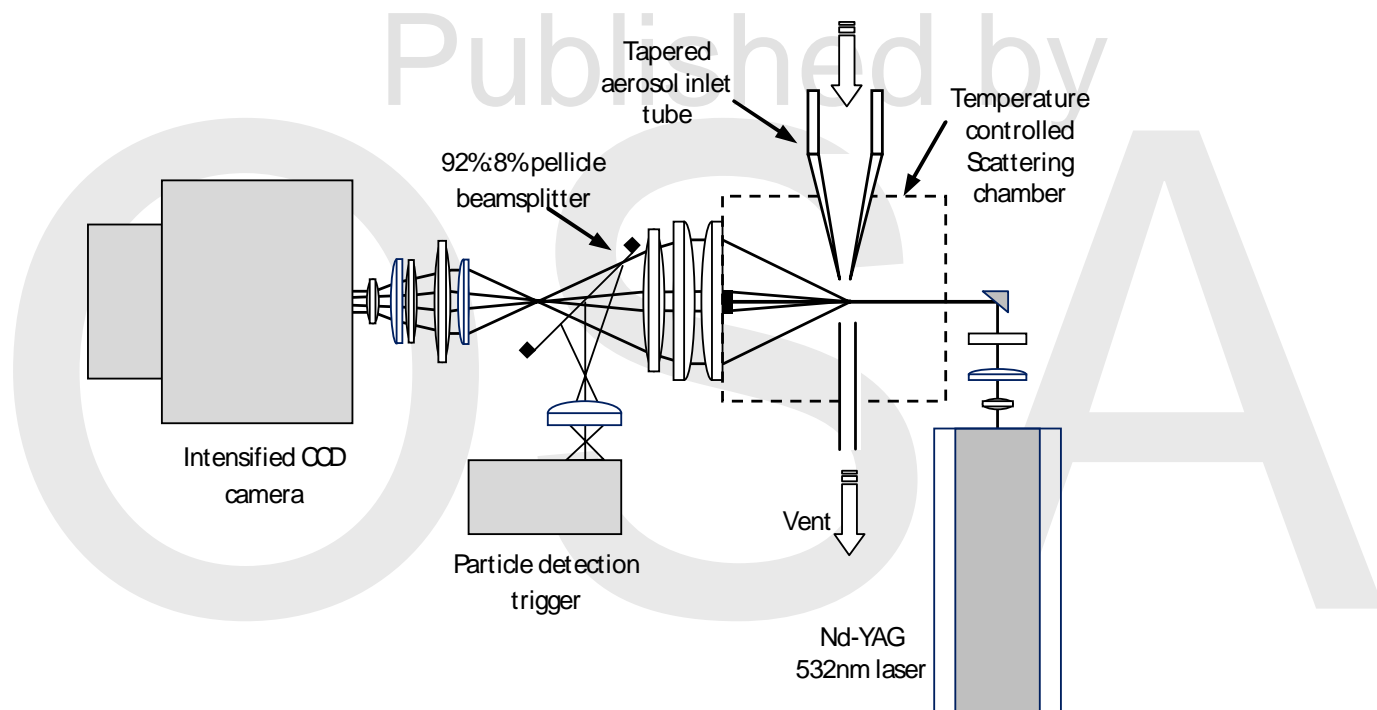 Published by
OSA
Tapered
aerosol inlet
tube
Temperature
controlled
Scattering
chamber
92%:8% pellicle
beamsplitter
Intensified CCD
camera
Particle detection
trigger
Vent
Nd-YAG
532nm laser